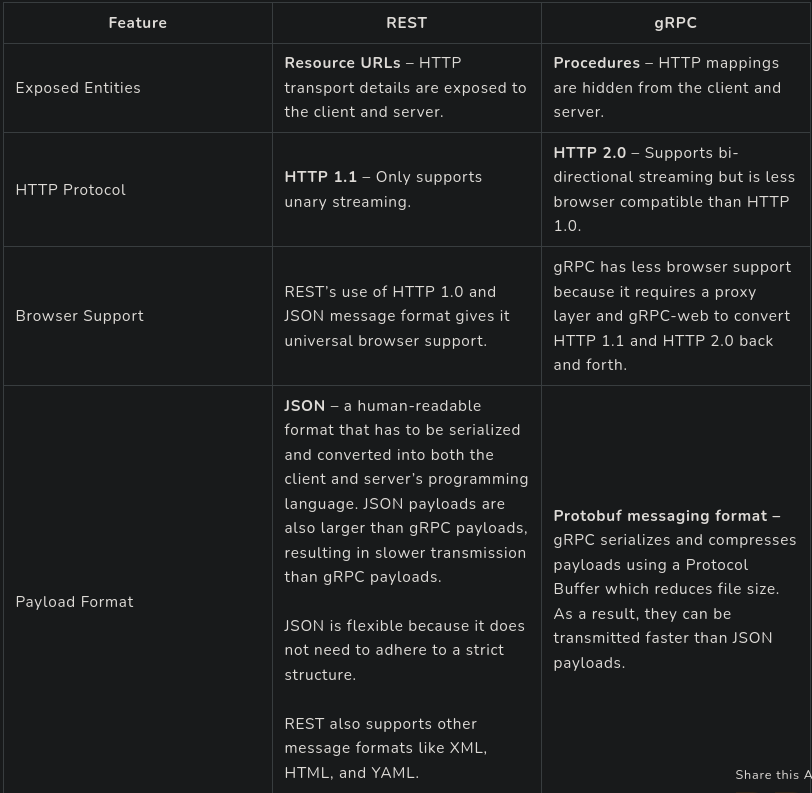 Feature
REST
gRPC
Exposed Entities
Resource URLs – HTTP
transport details are exposed to
the client and server.
Procedures – HTTP mappings
are hidden from the client and
server.
HTTP Protocol
HTTP 1.1 – Only supports
unary streaming.
HTTP 2.0 – Supports bi-
directional streaming but is less
browser compatible than HTTP
1.0.
Browser Support
REST’s use of HTTP 1.0 and
JSON message format gives it
universal browser support.
gRPC has less browser support
because it requires a proxy
layer and gRPC-web to convert
HTTP 1.1 and HTTP 2.0 back
and forth.
Payload Format
JSON – a human-readable
format that has to be serialized
and converted into both the
client and server’s programming
language. JSON payloads are
also larger than gRPC payloads,
resulting in slower transmission
than gRPC payloads.
JSON is flexible because it does
not need to adhere to a strict
structure.
REST also supports other
message formats like XML,
HTML, and YAML.
Protobuf messaging format –
gRPC serializes and compresses
payloads using a Protocol
Buffer which reduces file size.
As a result, they can be
transmitted faster than JSON
payloads.
Share this A